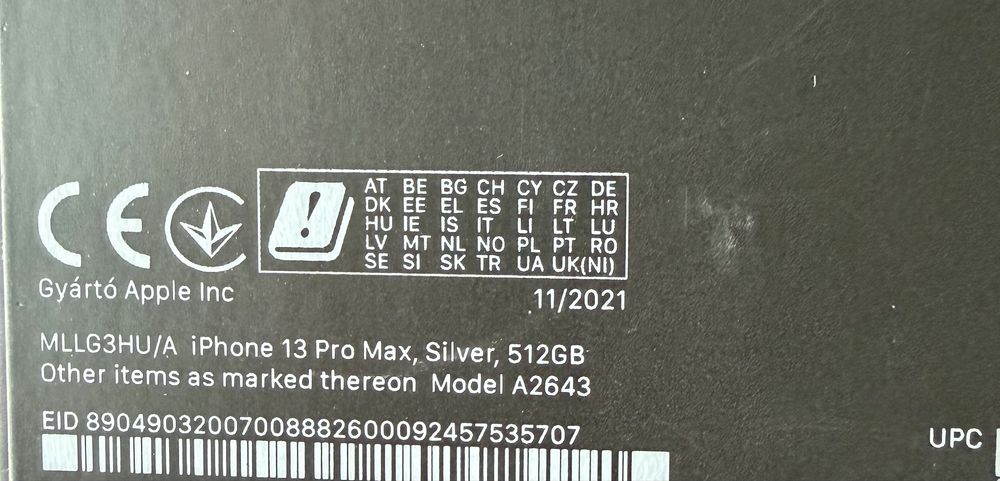 CE
AT BE BG CH CY CZ DE
DK EE EL ES FI FR HR
HU IE IS IT LI LT LU
LV MT NL NO PL PT RO
SE SI SK TR UA UK(NI)
Gyártó Apple Inc
11/2021
MLLG3HU/A iPhone 13 Pro Max, Silver, 512GB
Other items as marked thereon Model A2643
EID 89049032007008882600092457535707
UPC